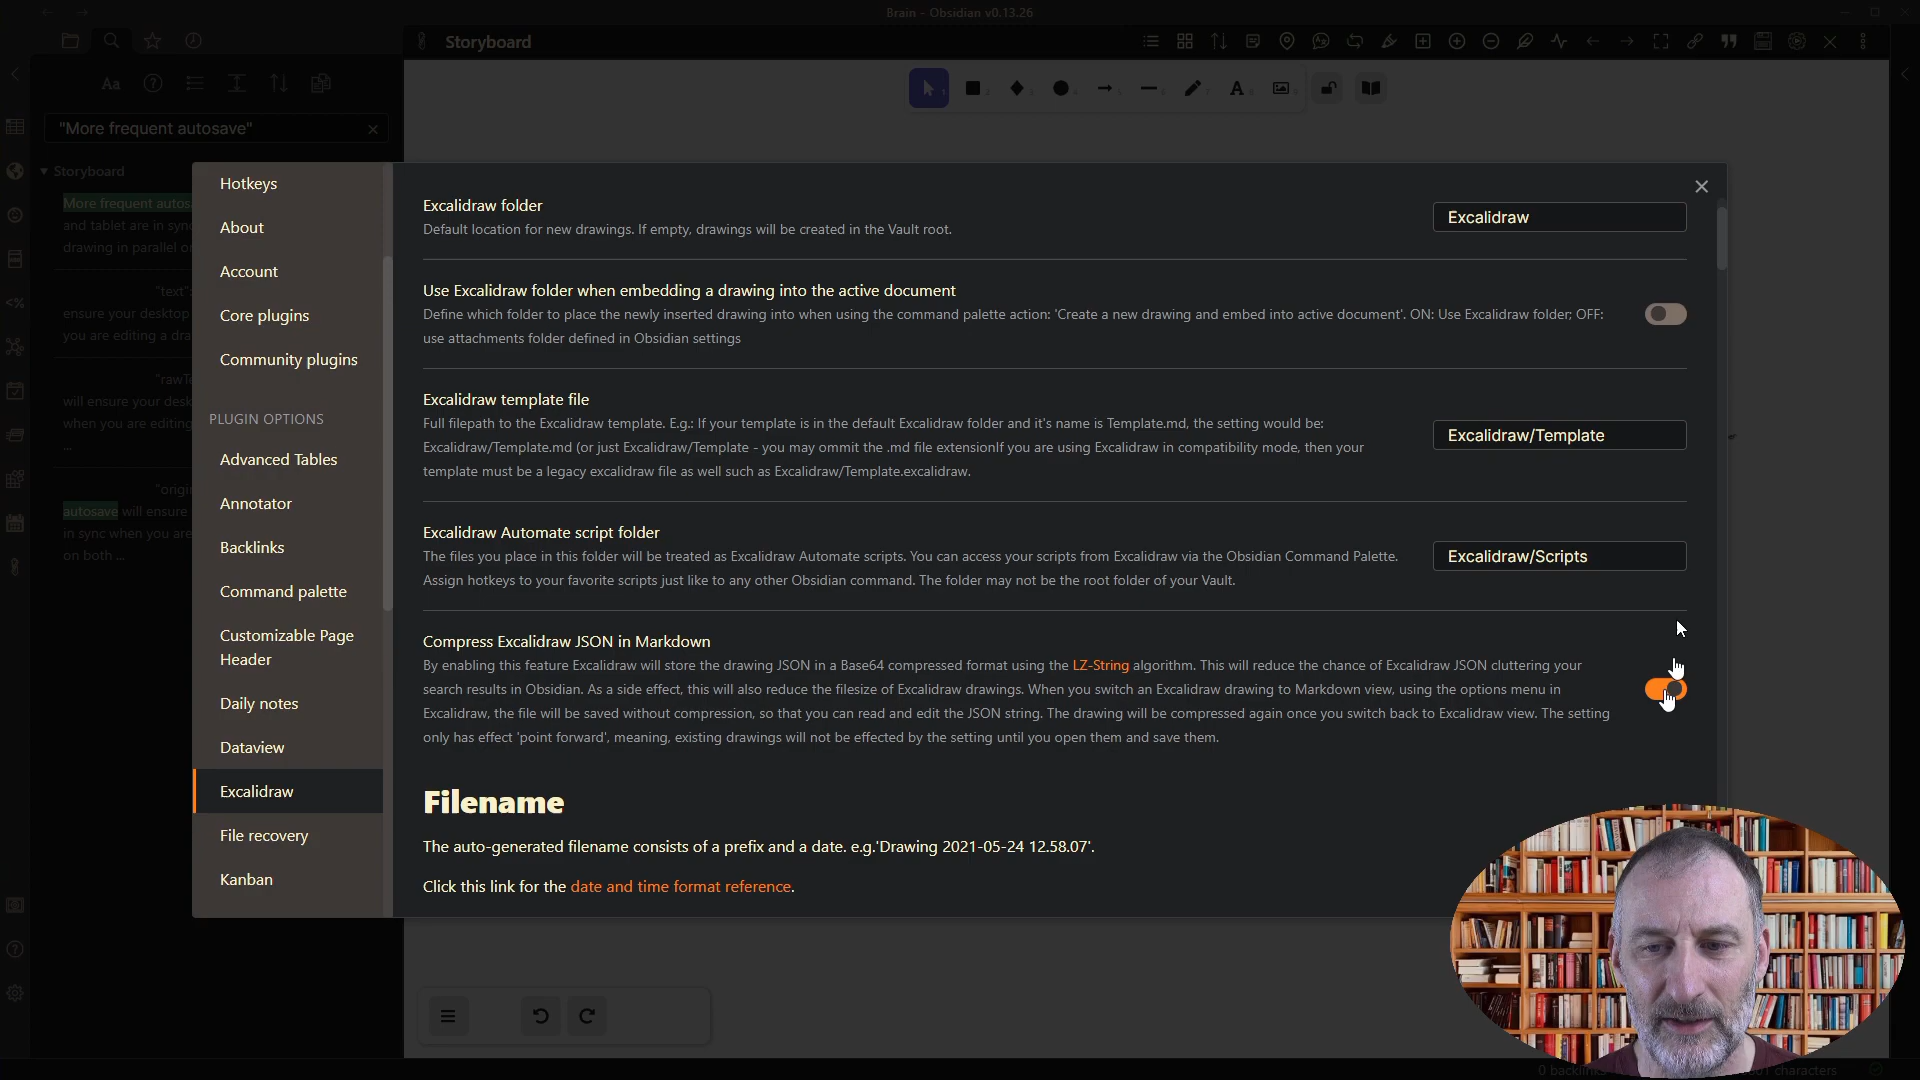 Brain - Obsidian v0.13.26
Storyboard
Aa
"More frequent autosave"
Storyboard
More frequent autos
and tablet are in sync
drawing in parallel o
"text":
ensure your desktop
you are editing a dra
"rawTe
will ensure your desk
when you are editing
...
"origin
autosave will ensure
in sync when you are
on both ...
Hotkeys
About
Account
Core plugins
Community plugins
PLUGIN OPTIONS
Advanced Tables
Annotator
Backlinks
Command palette
Customizable Page
Header
Daily notes
Dataview
Excalidraw
File recovery
Kanban
Excalidraw folder
Default location for new drawings. If empty, drawings will be created in the Vault root.
Excalidraw
Use Excalidraw folder when embedding a drawing into the active document
Define which folder to place the newly inserted drawing into when using the command palette action: 'Create a new drawing and embed into active document'. ON: Use Excalidraw folder; OFF:
use attachments folder defined in Obsidian settings
Excalidraw template file
Full filepath to the Excalidraw template. E.g.: If your template is in the default Excalidraw folder and it's name is Template.md, the setting would be:
Excalidraw/Template.md (or just Excalidraw/Template - you may ommit the .md file extensionIf you are using Excalidraw in compatibility mode, then your
template must be a legacy excalidraw file as well such as Excalidraw/Template.excalidraw.
Excalidraw/Template
Excalidraw Automate script folder
The files you place in this folder will be treated as Excalidraw Automate scripts. You can access your scripts from Excalidraw via the Obsidian Command Palette.
Assign hotkeys to your favorite scripts just like to any other Obsidian command. The folder may not be the root folder of your Vault.
Excalidraw/Scripts
Compress Excalidraw JSON in Markdown
By enabling this feature Excalidraw will store the drawing JSON in a Base64 compressed format using the LZ-String algorithm. This will reduce the chance of Excalidraw JSON cluttering your
search results in Obsidian. As a side effect, this will also reduce the filesize of Excalidraw drawings. When you switch an Excalidraw drawing to Markdown view, using the options menu in
Excalidraw, the file will be saved without compression, so that you can read and edit the JSON string. The drawing will be compressed again once you switch back to Excalidraw view. The setting
only has effect 'point forward', meaning, existing drawings will not be effected by the setting until you open them and save them.
Filename
The auto-generated filename consists of a prefix and a date. e.g.'Drawing 2021-05-24 12.58.07'.
Click this link for the date and time format reference.
0 backlinks
characters